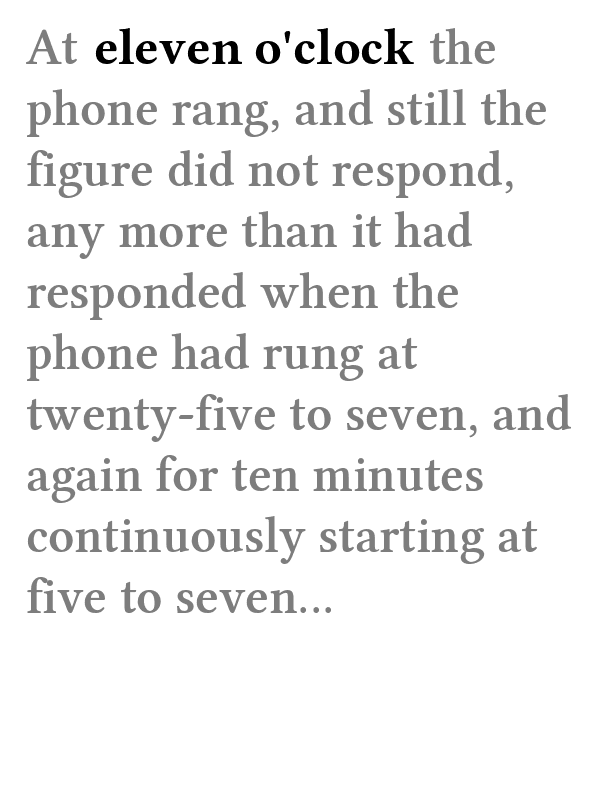 At eleven o'clock the
phone rang, and still the
figure did not respond,
any more than it had
responded when the
phone had rung at
twenty-five to seven, and
again for ten minutes
continuously starting at
five to seven...